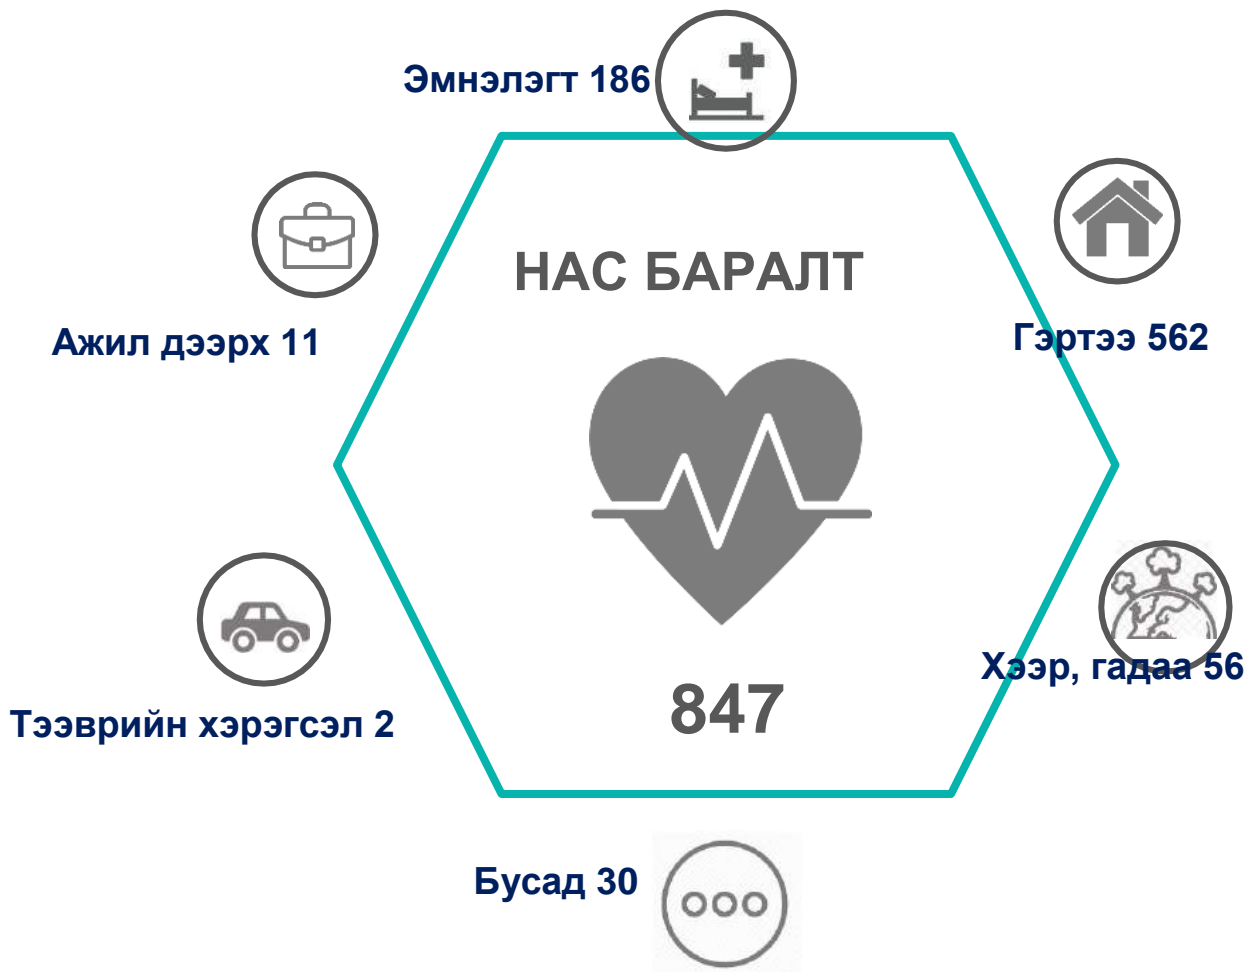 Эмнэлэгт 186
НАС БАРАЛТ
Ажил дээрх 11
Гэртээ 562
Хээр, гадаа 56
847
Тээврийн хэрэгсэл 2
Бусад 30